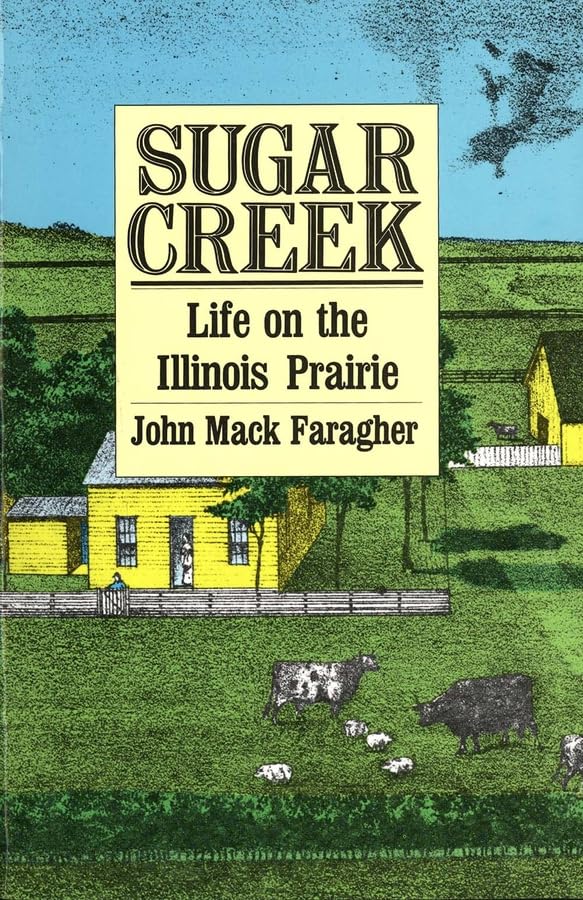 SUGAR
CREEK
Life on the
Illinois Prairie
John Mack Faragher